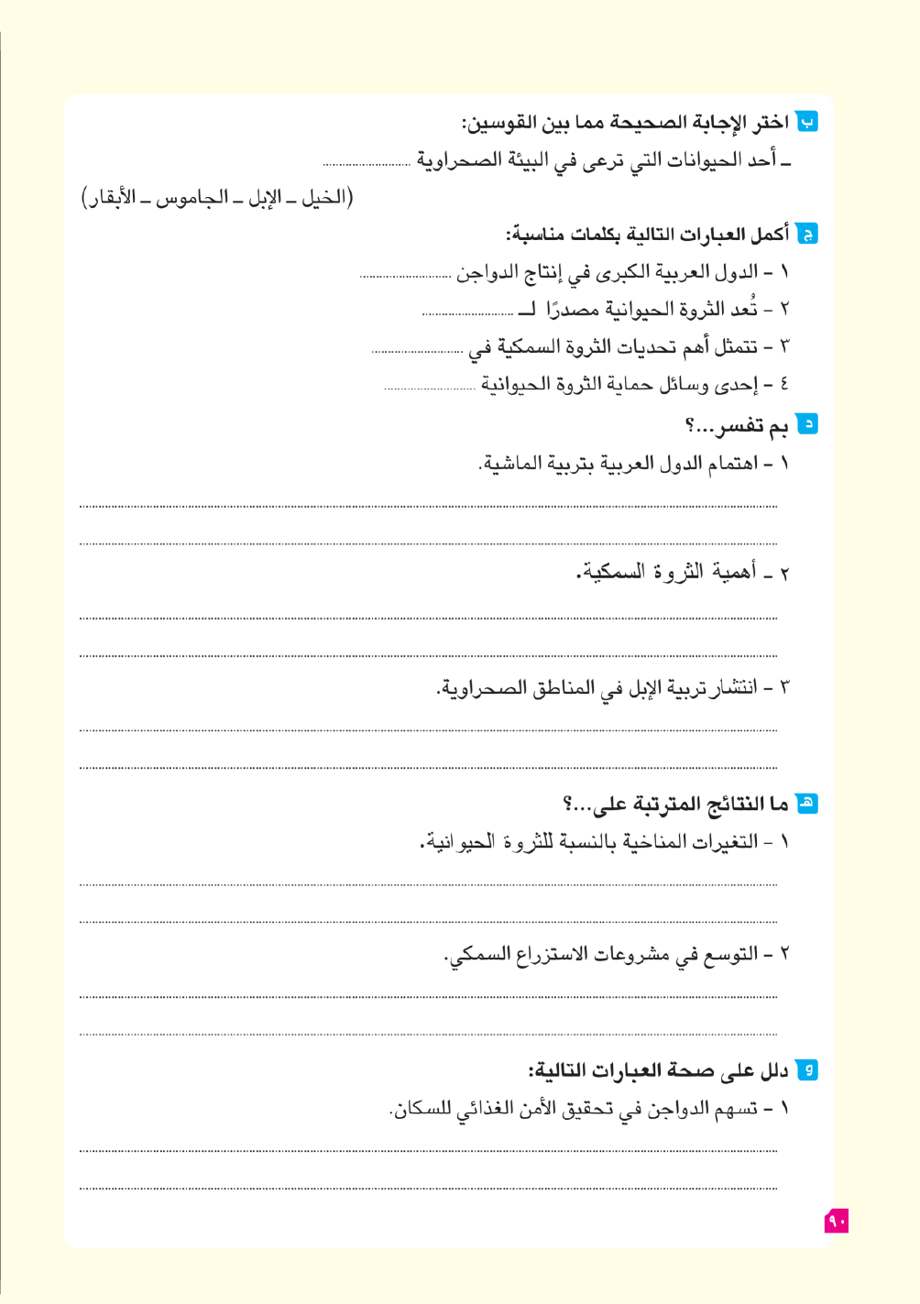 ب اختر الإجابة الصحيحة مما بين القوسين:
ـ أحد الحيوانات التي ترعى في البيئة الصحراوية ...........................
(الخيل ـ الإبل ـ الجاموس ـ الأبقار)
ج أكمل العبارات التالية بكلمات مناسبة:
١ - الدول العربية الكبرى في إنتاج الدواجن ...........................
٢ - تُعد الثروة الحيوانية مصدرًا لــ ...........................
٣ - تتمثل أهم تحديات الثروة السمكية في ...........................
٤ - إحدى وسائل حماية الثروة الحيوانية ...........................
د بم تفسر...؟
١ - اهتمام الدول العربية بتربية الماشية.
٢ ـ أهمية الثروة السمكية.
٣ - انتشار تربية الإبل في المناطق الصحراوية.
هـ ما النتائج المترتبة على...؟
١ - التغيرات المناخية بالنسبة للثروة الحيوانية.
٢ - التوسع في مشروعات الاستزراع السمكي.
و دلل على صحة العبارات التالية:
١ - تسهم الدواجن في تحقيق الأمن الغذائي للسكان.
٩٠